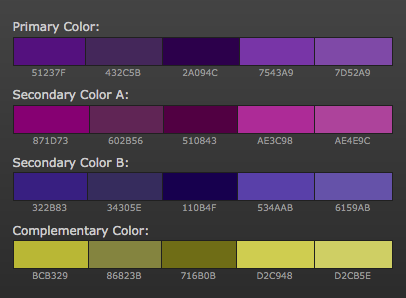 Primary Color:
51237F 432C5B 2A094C 7543A9 7D52A9
Secondary Color A:
871D73 602B56 510843 AE3C98 AE4E9C
Secondary Color B:
322B83 34305E 110B4F 534AAB 6159AB
Complementary Color:
BCB329 86823B 716B0B D2C948 D2CB5E